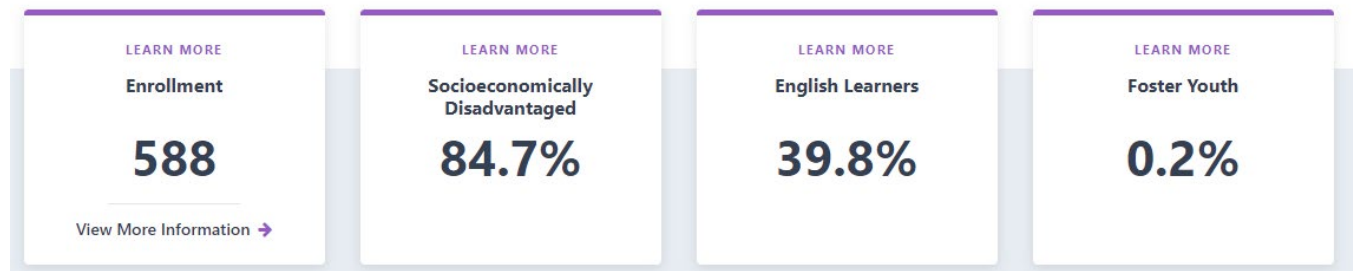 LEARN MORE
Enrollment
588
View More Information
LEARN MORE
Socioeconomically
Disadvantaged
84.7%
LEARN MORE
English Learners
39.8%
LEARN MORE
Foster Youth
0.2%